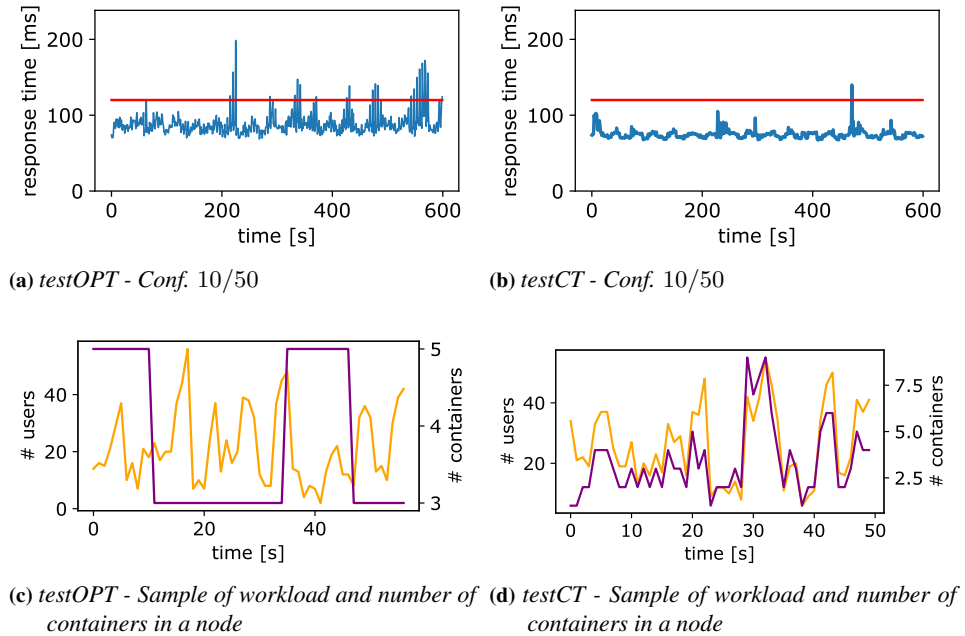 response time [ms]
200
100
0
0
200
400
600
time [s]
(a) testOPT - Conf. 10/50
response time [ms]
200
100
0
0
200
400
600
time [s]
(b) testCT - Conf. 10/50
# users
40
20
0
0
20
40
time [s]
5
4
3
# containers
(c) testOPT - Sample of workload and number of
containers in a node
# users
40
20
0
10
20
30
40
50
time [s]
7.5
5.0
2.5
# containers
(d) testCT - Sample of workload and number of
containers in a node